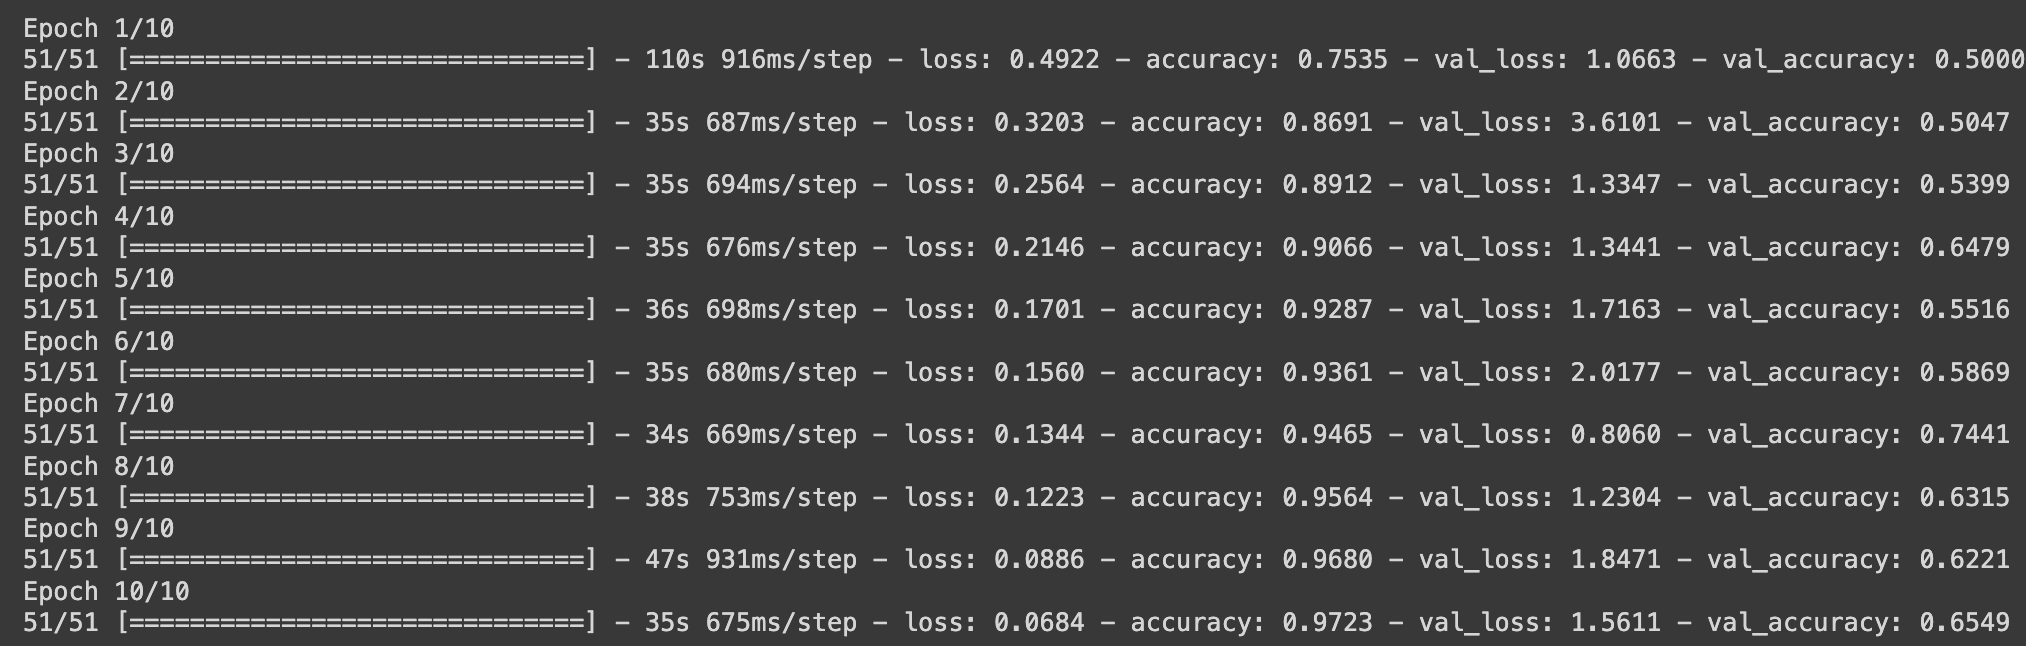 Epoch 1/10
51/51 [==============================] - 110s 916ms/step - loss: 0.4922 - accuracy: 0.7535 - val_loss: 1.0663 - val_accuracy: 0.5000
Epoch 2/10
51/51 [==============================] - 35s 687ms/step - loss: 0.3203 - accuracy: 0.8691 - val_loss: 3.6101 - val_accuracy: 0.5047
Epoch 3/10
51/51 [==============================] - 35s 694ms/step - loss: 0.2564 - accuracy: 0.8912 - val_loss: 1.3347 - val_accuracy: 0.5399
Epoch 4/10
51/51 [==============================] - 35s 676ms/step - loss: 0.2146 - accuracy: 0.9066 - val_loss: 1.3441 - val_accuracy: 0.6479
Epoch 5/10
51/51 [==============================] - 36s 698ms/step - loss: 0.1701 - accuracy: 0.9287 - val_loss: 1.7163 - val_accuracy: 0.5516
Epoch 6/10
51/51 [==============================] - 35s 680ms/step - loss: 0.1560 - accuracy: 0.9361 - val_loss: 2.0177 - val_accuracy: 0.5869
Epoch 7/10
51/51 [==============================] - 34s 669ms/step - loss: 0.1344 - accuracy: 0.9465 - val_loss: 0.8060 - val_accuracy: 0.7441
Epoch 8/10
51/51 [==============================] - 38s 753ms/step - loss: 0.1223 - accuracy: 0.9564 - val_loss: 1.2304 - val_accuracy: 0.6315
Epoch 9/10
51/51 [==============================] - 47s 931ms/step - loss: 0.0886 - accuracy: 0.9680 - val_loss: 1.8471 - val_accuracy: 0.6221
Epoch 10/10
51/51 [==============================] - 35s 675ms/step - loss: 0.0684 - accuracy: 0.9723 - val_loss: 1.5611 - val_accuracy: 0.6549